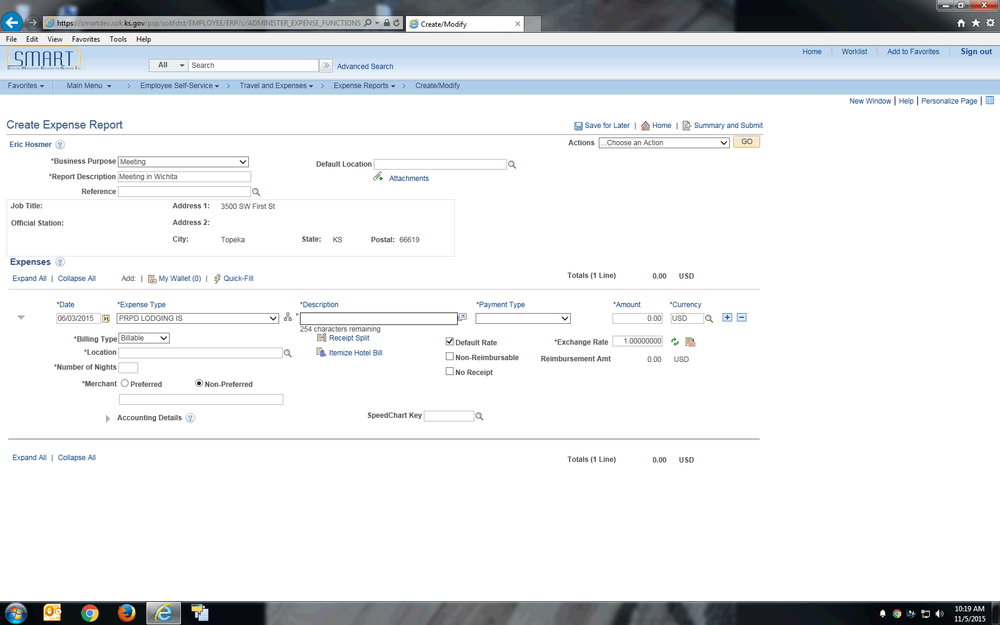 https://smartdev.sok.ks.gov/psp/sokfstst/EMPLOYEE/ERP/c/ADMINISTER_EXPENSE_FUNCTIONS
Create/Modify
File Edit View Favorites Tools Help
SMART
Home Worklist Add to Favorites Sign out
All Search Advanced Search
Favorites Main Menu > Employee Self-Service > Travel and Expenses > Expense Reports > Create/Modify
New Window | Help | Personalize Page |
Create Expense Report
Save for Later | Home | Summary and Submit
Eric Hosmer ?
Actions ...Choose an Action GO
*Business Purpose Meeting
Default Location
*Report Description Meeting in Wichita
Attachments
Reference
Job Title: Address 1: 3500 SW First St
Official Station: Address 2:
City: Topeka State: KS Postal: 66619
Expenses ?
Expand All | Collapse All Add: | My Wallet (0) | Quick-Fill
Totals (1 Line) 0.00 USD
*Date *Expense Type *Description *Payment Type *Amount *Currency
06/03/2015 31 PRPD LODGING IS * 0.00 USD
254 characters remaining
*Billing Type Billable
Receipt Split
Default Rate
*Exchange Rate 1.00000000
*Location
Itemize Hotel Bill
Non-Reimbursable
Reimbursement Amt 0.00 USD
*Number of Nights
No Receipt
*Merchant Preferred Non-Preferred
Accounting Details ?
SpeedChart Key
Expand All | Collapse All
Totals (1 Line) 0.00 USD
10:19 AM
11/5/2015